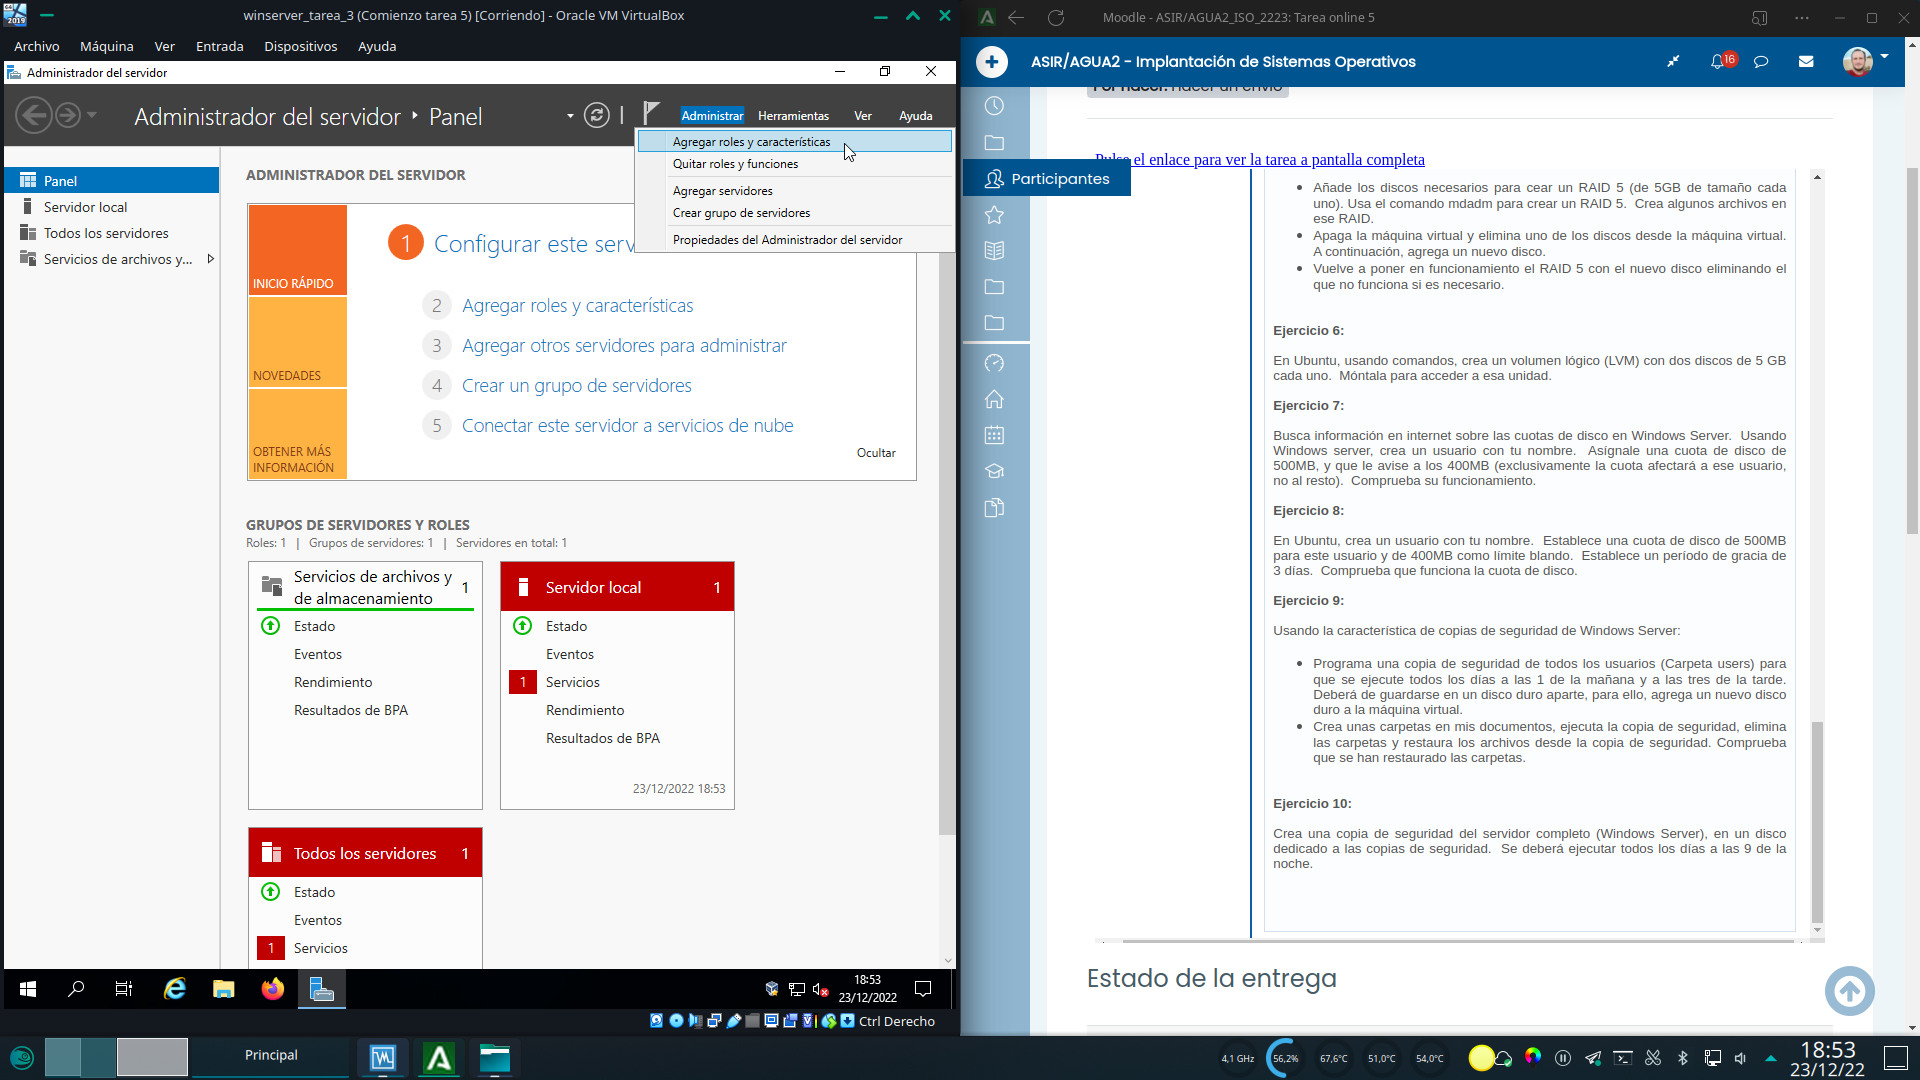 winserver_tarea_3 (Comienzo tarea 5) [Corriendo] - Oracle VM VirtualBox
Archivo Máquina Ver Entrada Dispositivos Ayuda
Administrador del servidor
Administrador del servidor ‣ Panel
Administrar Herramientas Ver Ayuda
Agregar roles y características
Quitar roles y funciones
Agregar servidores
Crear grupo de servidores
Propiedades del Administrador del servidor
Panel
Servidor local
Todos los servidores
Servicios de archivos y...
ADMINISTRADOR DEL SERVIDOR
INICIO RÁPIDO
NOVEDADES
OBTENER MÁS
INFORMACIÓN
1 Configurar este serv
2 Agregar roles y características
3 Agregar otros servidores para administrar
4 Crear un grupo de servidores
5 Conectar este servidor a servicios de nube
Ocultar
GRUPOS DE SERVIDORES Y ROLES
Roles: 1 | Grupos de servidores: 1 | Servidores en total: 1
Servicios de archivos y
de almacenamiento 1
Estado
Eventos
Rendimiento
Resultados de BPA
Servidor local 1
Estado
Eventos
1 Servicios
Rendimiento
Resultados de BPA
23/12/2022 18:53
Todos los servidores 1
Estado
Eventos
1 Servicios
18:53
23/12/2022
Ctrl Derecho
Moodle - ASIR/AGUA2_ISO_2223: Tarea online 5
ASIR/AGUA2 - Implantación de Sistemas Operativos
16
Por hacer: Hacer un envío
Pulse el enlace para ver la tarea a pantalla completa
Participantes
• Añade los discos necesarios para cear un RAID 5 (de 5GB de tamaño cada
uno). Usa el comando mdadm para crear un RAID 5. Crea algunos archivos en
ese RAID.
• Apaga la máquina virtual y elimina uno de los discos desde la máquina virtual.
A continuación, agrega un nuevo disco.
• Vuelve a poner en funcionamiento el RAID 5 con el nuevo disco eliminando el
que no funciona si es necesario.
Ejercicio 6:
En Ubuntu, usando comandos, crea un volumen lógico (LVM) con dos discos de 5 GB
cada uno. Móntala para acceder a esa unidad.
Ejercicio 7:
Busca información en internet sobre las cuotas de disco en Windows Server. Usando
Windows server, crea un usuario con tu nombre. Asígnale una cuota de disco de
500MB, y que le avise a los 400MB (exclusivamente la cuota afectará a ese usuario,
no al resto). Comprueba su funcionamiento.
Ejercicio 8:
En Ubuntu, crea un usuario con tu nombre. Establece una cuota de disco de 500MB
para este usuario y de 400MB como límite blando. Establece un período de gracia de
3 días. Comprueba que funciona la cuota de disco.
Ejercicio 9:
Usando la característica de copias de seguridad de Windows Server:
• Programa una copia de seguridad de todos los usuarios (Carpeta users) para
que se ejecute todos los días a las 1 de la mañana y a las tres de la tarde.
Deberá de guardarse en un disco duro aparte, para ello, agrega un nuevo disco
duro a la máquina virtual.
• Crea unas carpetas en mis documentos, ejecuta la copia de seguridad, elimina
las carpetas y restaura los archivos desde la copia de seguridad. Comprueba
que se han restaurado las carpetas.
Ejercicio 10:
Crea una copia de seguridad del servidor completo (Windows Server), en un disco
dedicado a las copias de seguridad. Se deberá ejecutar todos los días a las 9 de la
noche.
Estado de la entrega
Principal
4,1 GHz 56,2% 67,6°C 51,0°C 54,0°C
18:53
23/12/22